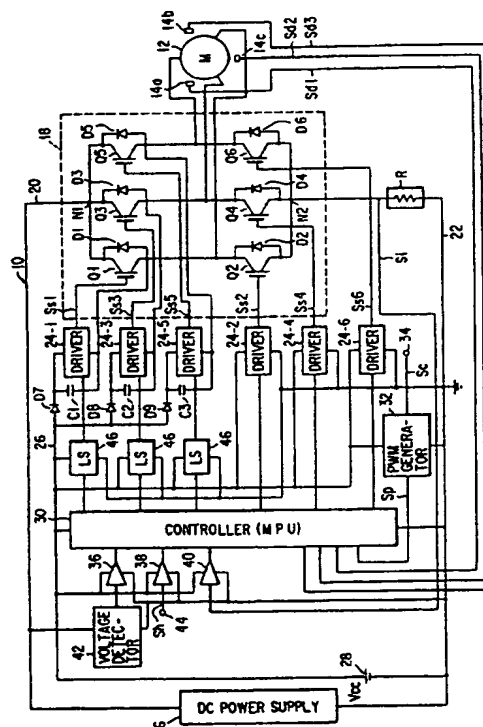 14b
12
M
14a
14c
Sd2
Sd3
Sd1
18
20
10
N1
D5
Q5
D3
Q3
D1
Q1
D6
Q6
D4
Q4
D2
Q2
N2
R
22
Si
Ss1
Ss3
Ss5
Ss2
Ss4
Ss6
24-1
DRIVER
24-3
DRIVER
24-5
DRIVER
24-2
DRIVER
24-4
DRIVER
24-6
DRIVER
D7
D8
D9
C1
C2
C3
26
LS
46
LS
46
LS
46
34
Sc
32
PWM GENERA-
TOR
Sp
30
CONTROLLER (MPU)
36
38
40
Sh
44
42
VOLTAGE
DETEC-
TOR
28
Vcc
DC POWER SUPPLY